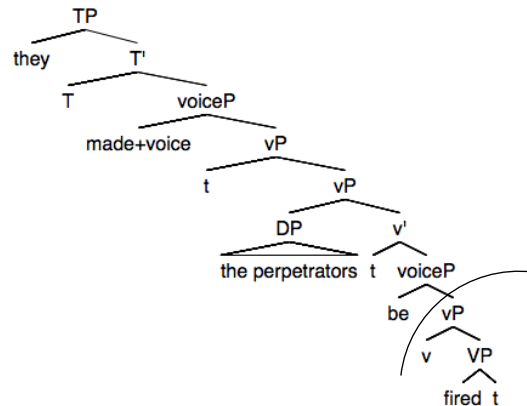 TP
they T'
T voiceP
made+voice vP
t vP
DP v'
the perpetrators t voiceP
be vP
v VP
fired t